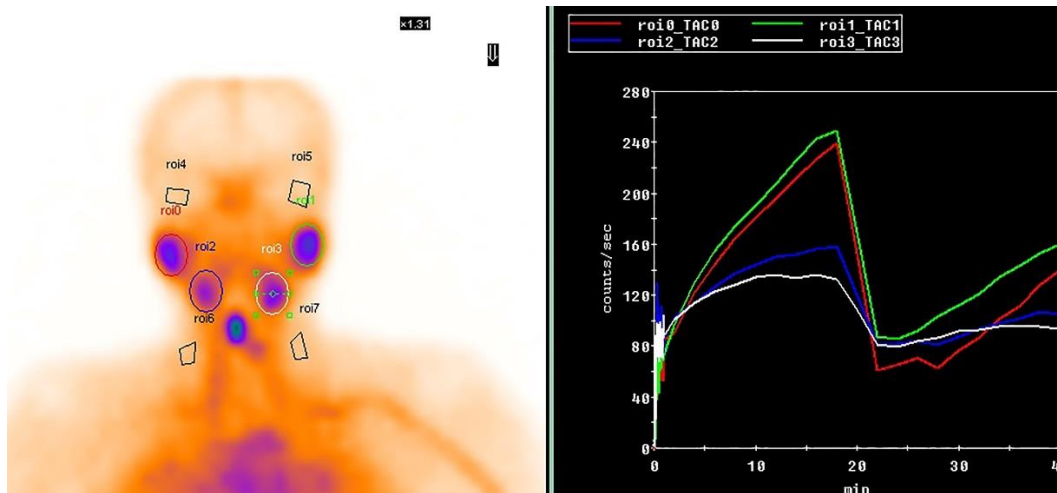 ×1.31
roi4
roi5
roi0
roi1
roi2
roi3
roi6
roi7
roi0_TAC0
roi1_TAC1
roi2_TAC2
roi3_TAC3
counts/sec
280
240
200
160
120
80
40
0
0
10
20
30
4
min